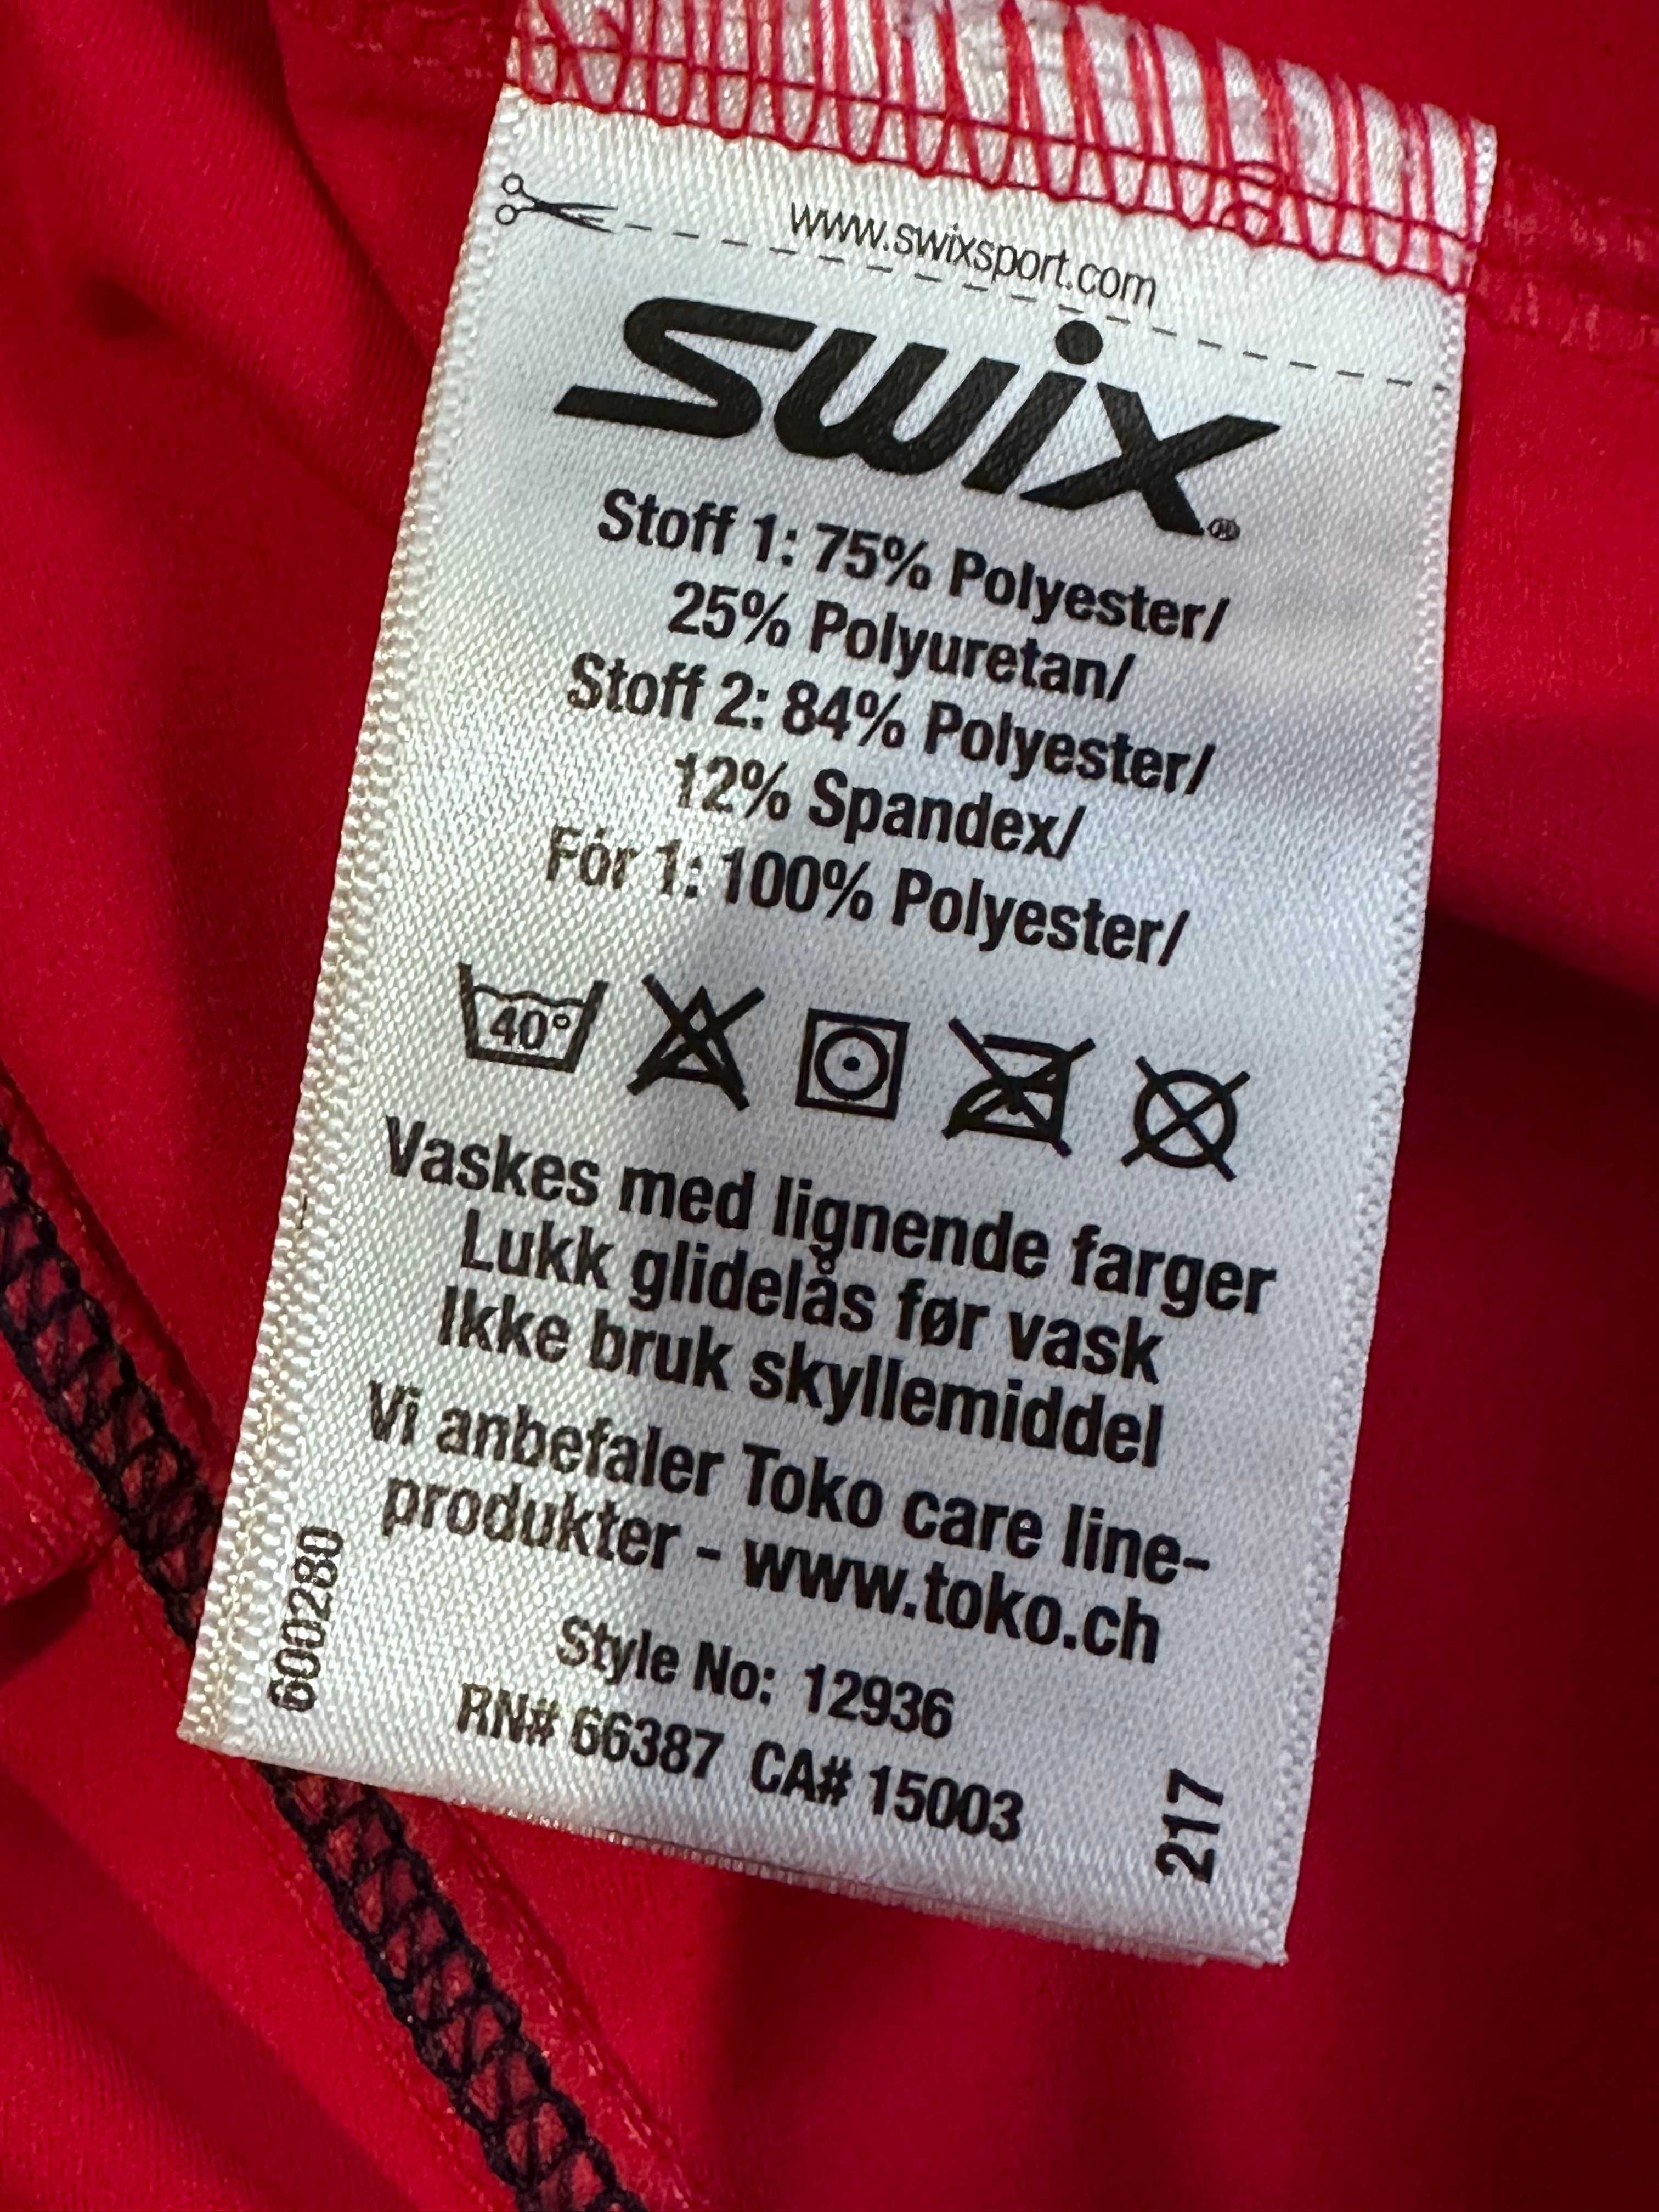 www.swixsport.com
swix®
Stoff 1: 75% Polyester/
25% Polyuretan/
Stoff 2: 84% Polyester/
12% Spandex/
Fór 1: 100% Polyester/
40°
Vaskes med lignende farger
Lukk glidelås før vask
Ikke bruk skyllemiddel
Vi anbefaler Toko care line-
produkter - www.toko.ch
Style No: 12936
RN# 66387 CA# 15003
600280
217